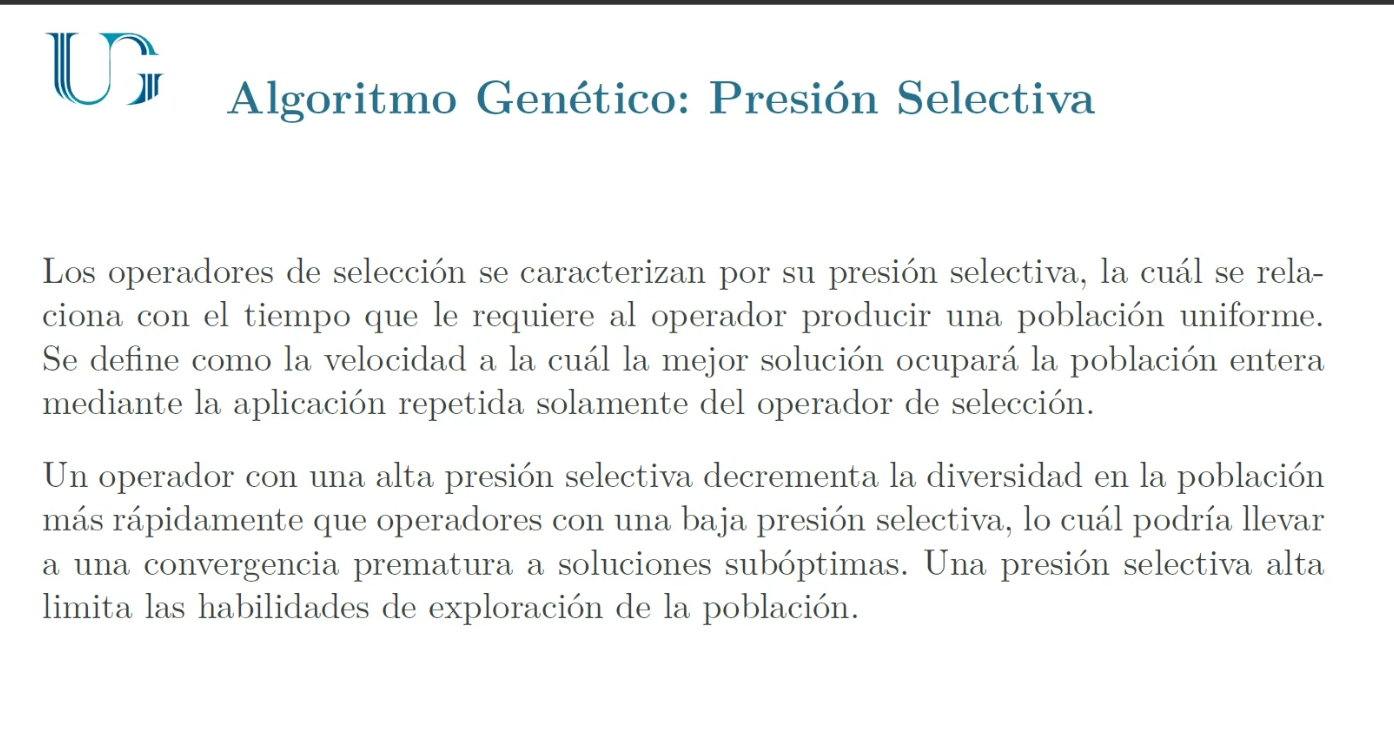 UG
Algoritmo Genético: Presión Selectiva
Los operadores de selección se caracterizan por su presión selectiva, la cuál se rela-
ciona con el tiempo que le requiere al operador producir una población uniforme.
Se define como la velocidad a la cuál la mejor solución ocupará la población entera
mediante la aplicación repetida solamente del operador de selección.
Un operador con una alta presión selectiva decrementa la diversidad en la población
más rápidamente que operadores con una baja presión selectiva, lo cuál podría llevar
a una convergencia prematura a soluciones subóptimas. Una presión selectiva alta
limita las habilidades de exploración de la población.